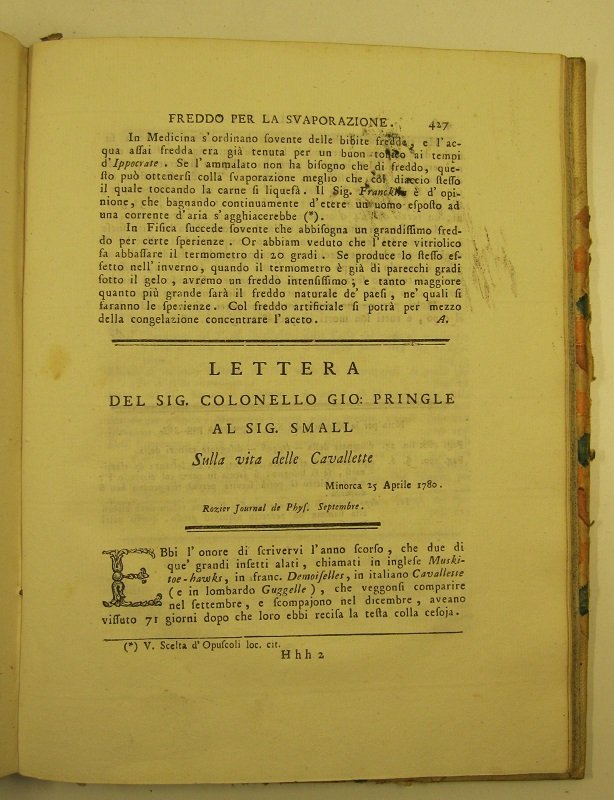 FREDDO PER LA SVAPORAZIONE. 427
In Medicina s'ordinano ſovente delle bibite fredde, e l'ac-
qua aſſai fredda era già tenuta per un buon tonico ai tempi
d'Ippocrate. Se l'ammalato non ha biſogno che di freddo, que-
ſto può ottenerſi colla ſvaporazione meglio che col diaccio ſteſſo
il quale toccando la carne ſi liquefà. Il Sig. Francklin è d'opi-
nione, che bagnando continuamente d'etere un uomo eſpoſto ad
una corrente d'aria s'agghiacerebbe (*).
In Fiſica ſuccede ſovente che abbiſogna un grandiſſimo fred-
do per certe ſperienze. Or abbiam veduto che l'etere vitriolico
fa abbaſſare il termometro di 20 gradi. Se produce lo ſteſſo ef-
fetto nell'inverno, quando il termometro è già di parecchi gradi
ſotto il gelo, avremo un freddo intenſiſſimo; e tanto maggiore
quanto più grande ſarà il freddo naturale de' paeſi, ne' quali ſi
faranno le ſperienze. Col freddo artificiale ſi potrà per mezzo
della congelazione concentrare l'aceto. A.
LETTERA
DEL SIG. COLONELLO GIO: PRINGLE
AL SIG. SMALL
Sulla vita delle Cavallette
Minorca 25 Aprile 1780.
Rozier Journal de Phyſ. Septembre.
EBbi l'onore di ſcrivervi l'anno ſcorſo, che due di
que' grandi inſetti alati, chiamati in ingleſe Muski-
toe-hawks, in franc. Demoiſelles, in italiano Cavallette
(e in lombardo Guggelle), che veggonſi comparire
nel ſettembre, e ſcompajono nel dicembre, aveano
viſſuto 71 giorni dopo che loro ebbi reciſa la teſta colla ceſoja.
(*) V. Scelta d'Opuſcoli loc. cit.
Hhh 2